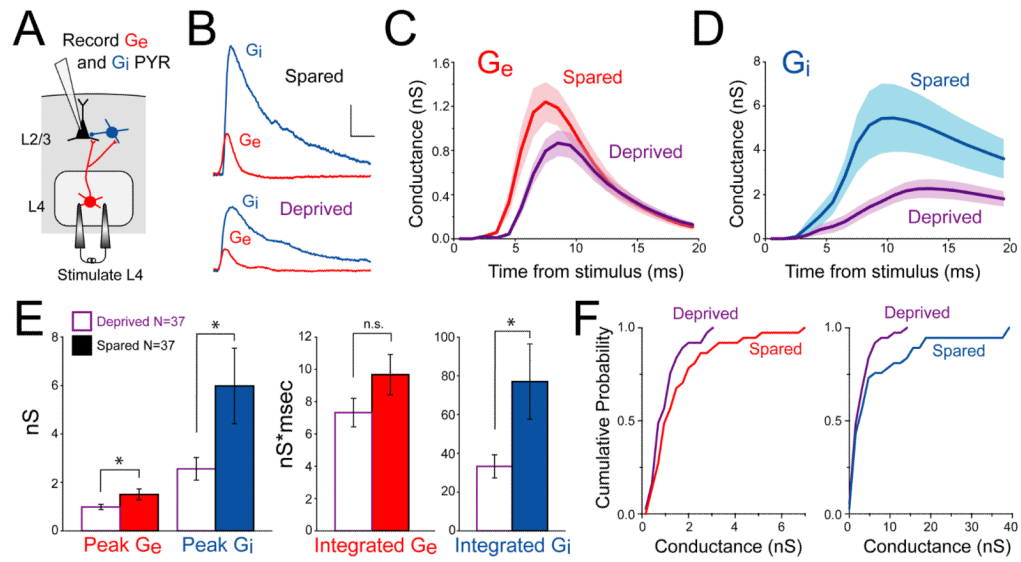 A
Record Ge
and Gi PYR
L2/3
L4
Stimulate L4
B
Gi
Spared
Ge
Deprived
Gi
Ge
C
Ge
Spared
Deprived
Conductance (nS)
1.6
1.2
0.8
0.4
0.0
5
10
15
20
Time from stimulus (ms)
D
Gi
Spared
Deprived
Conductance (nS)
8
6
4
2
0
5
10
15
20
Time from stimulus (ms)
E
Deprived N=37
Spared N=37
nS
8
6
4
2
0
*
*
Peak Ge
Peak Gi
nS*msec
12
10
8
6
4
2
0
n.s.
Integrated Ge
100
80
60
40
20
0
*
Integrated Gi
F
Cumulative Probability
1.0
0.5
0.0
Deprived
Spared
0
2
4
6
Conductance (nS)
1.0
0.5
0.0
Deprived
Spared
0
10
20
30
40
Conductance (nS)